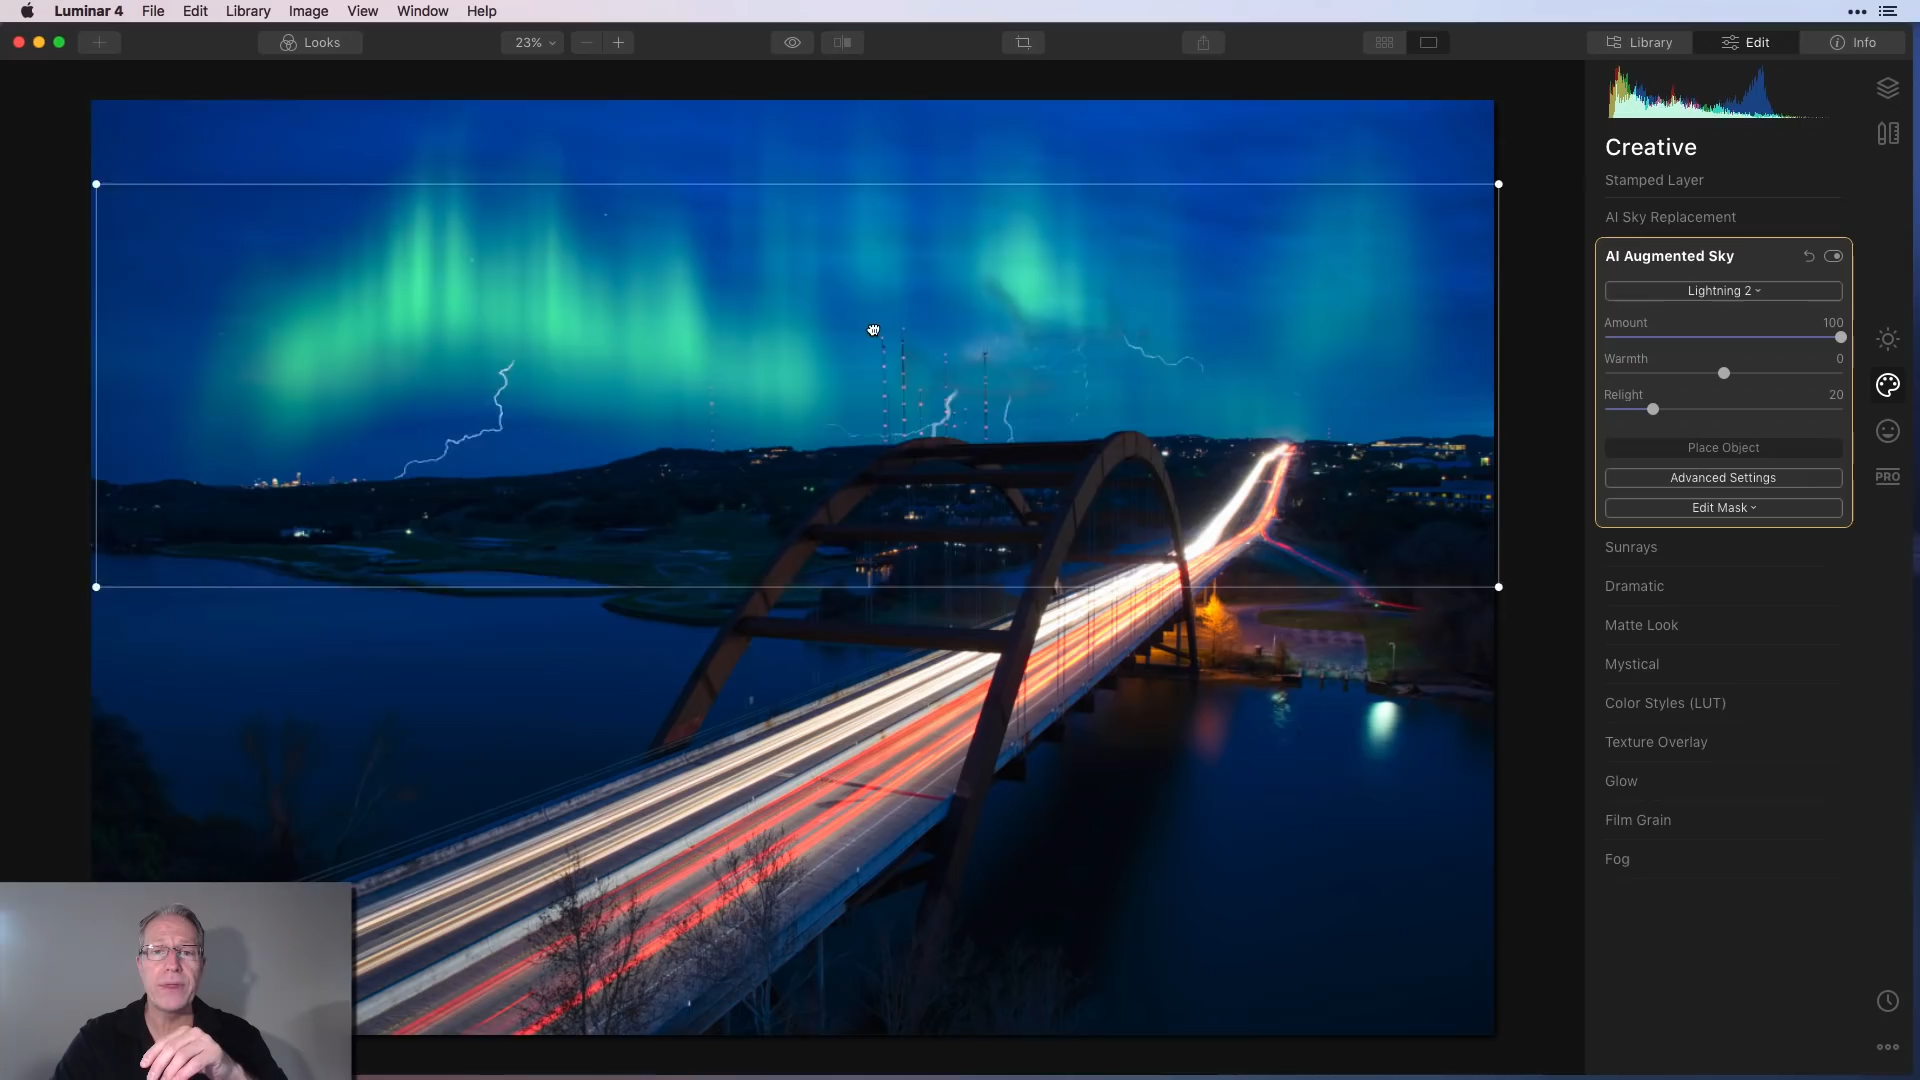 Luminar 4 File Edit Library Image View Window Help
Looks 23% Library Edit Info
Creative
Stamped Layer
AI Sky Replacement
AI Augmented Sky
Lightning 2
Amount 100
Warmth 0
Relight 20
Place Object
Advanced Settings
Edit Mask
PRO
Sunrays
Dramatic
Matte Look
Mystical
Color Styles (LUT)
Texture Overlay
Glow
Film Grain
Fog